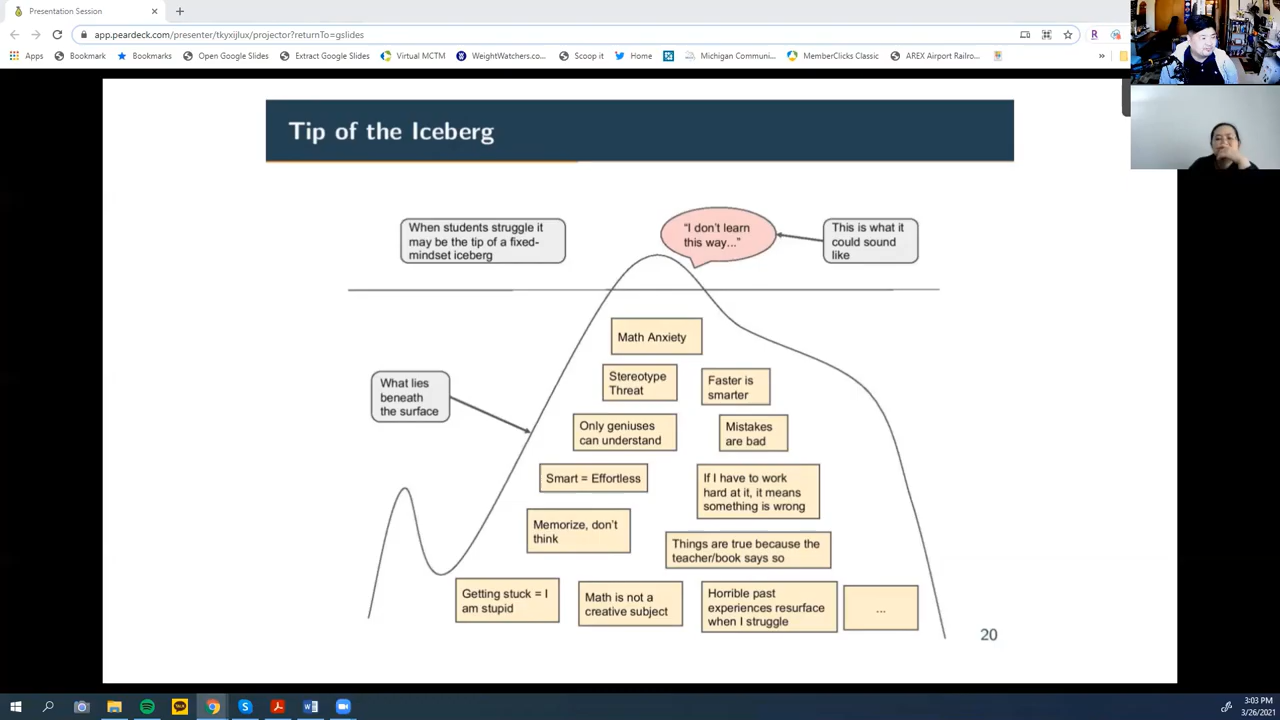 Presentation Session
app.peardeck.com/presenter/tkyxijlux/projector?returnTo=gslides
Apps
Bookmark
Bookmarks
Open Google Slides
Extract Google Slides
Virtual MCTM
WeightWatchers.co...
Scoop it
Home
Michigan Communi...
MemberClicks Classic
AREX Airport Railro...
Tip of the Iceberg
When students struggle it
may be the tip of a fixed-
mindset iceberg
"I don't learn
this way..."
This is what it
could sound
like
Math Anxiety
What lies
beneath
the surface
Stereotype
Threat
Faster is
smarter
Only geniuses
can understand
Mistakes
are bad
Smart = Effortless
If I have to work
hard at it, it means
something is wrong
Memorize, don't
think
Things are true because the
teacher/book says so
Getting stuck = I
am stupid
Math is not a
creative subject
Horrible past
experiences resurface
when I struggle
...
20
3:03 PM
3/26/2021